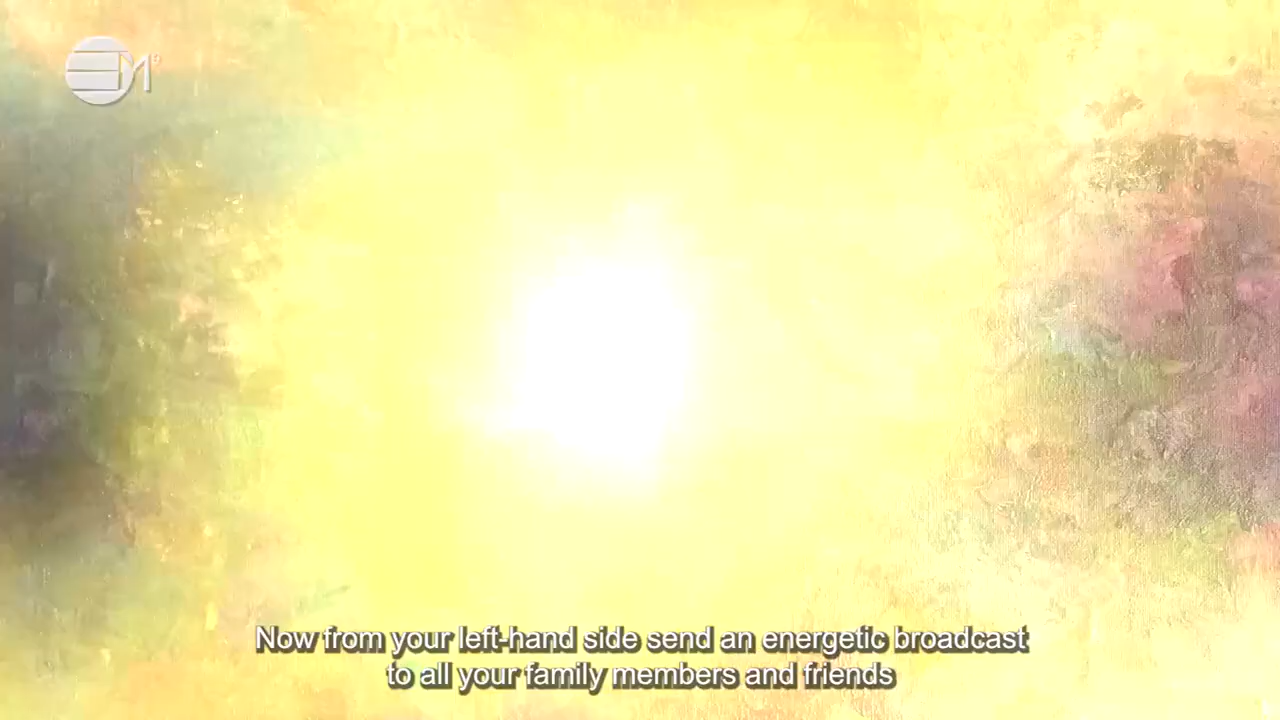 Now from your left-hand side send an energetic broadcast
to all your family members and friends